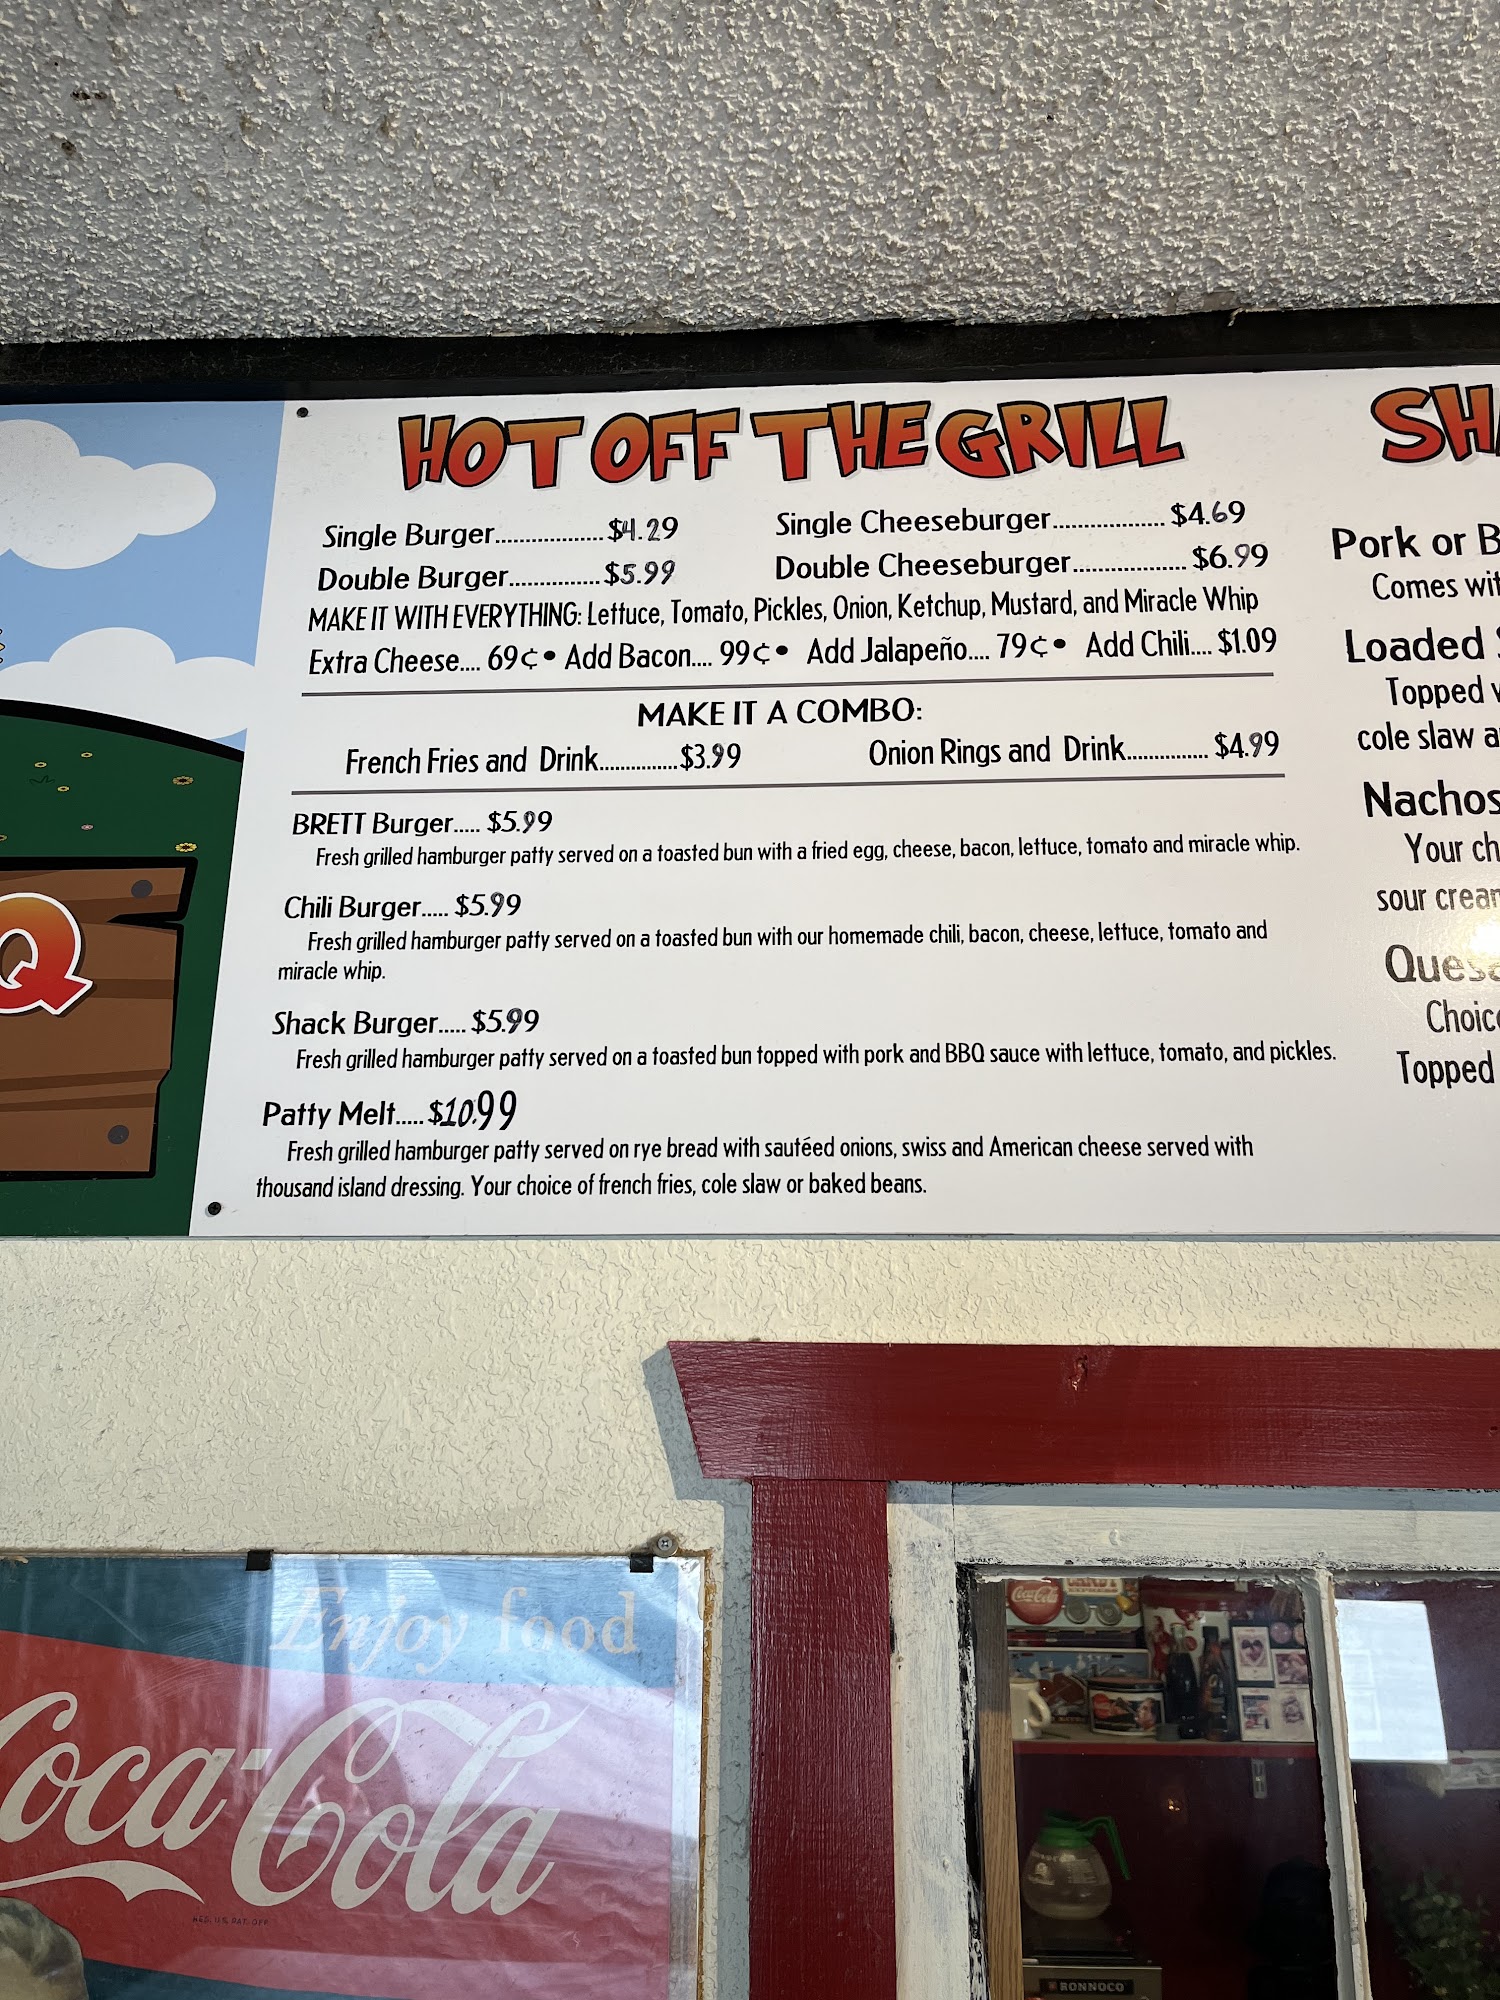 HOT OFF THE GRILL
Single Burger..................$4.29
Single Cheeseburger................... $4.69
Double Burger...............$5.99
Double Cheeseburger................... $6.99
MAKE IT WITH EVERYTHING: Lettuce, Tomato, Pickles, Onion, Ketchup, Mustard, and Miracle Whip
Extra Cheese.... 69¢• Add Bacon.... 99¢• Add Jalapeño.... 79¢• Add Chili.... $1.09
MAKE IT A COMBO:
French Fries and Drink..............$3.99
Onion Rings and Drink............... $4.99
BRETT Burger..... $5.99
Fresh grilled hamburger patty served on a toasted bun with a fried egg, cheese, bacon, lettuce, tomato and miracle whip.
Chili Burger..... $5.99
Fresh grilled hamburger patty served on a toasted bun with our homemade chili, bacon, cheese, lettuce, tomato and
miracle whip.
Shack Burger..... $5.99
Fresh grilled hamburger patty served on a toasted bun topped with pork and BBQ sauce with lettuce, tomato, and pickles.
Patty Melt.....$10.99
Fresh grilled hamburger patty served on rye bread with sautéed onions, swiss and American cheese served with
thousand island dressing. Your choice of french fries, cole slaw or baked beans.
Pork or
Comes
Loaded
Topped
cole slaw
Nachos
Your
sour
Topped
Q
Enjoy food
Coca-Cola
REG. U.S. PAT. OFF.
Coca-Cola
RONNOCO